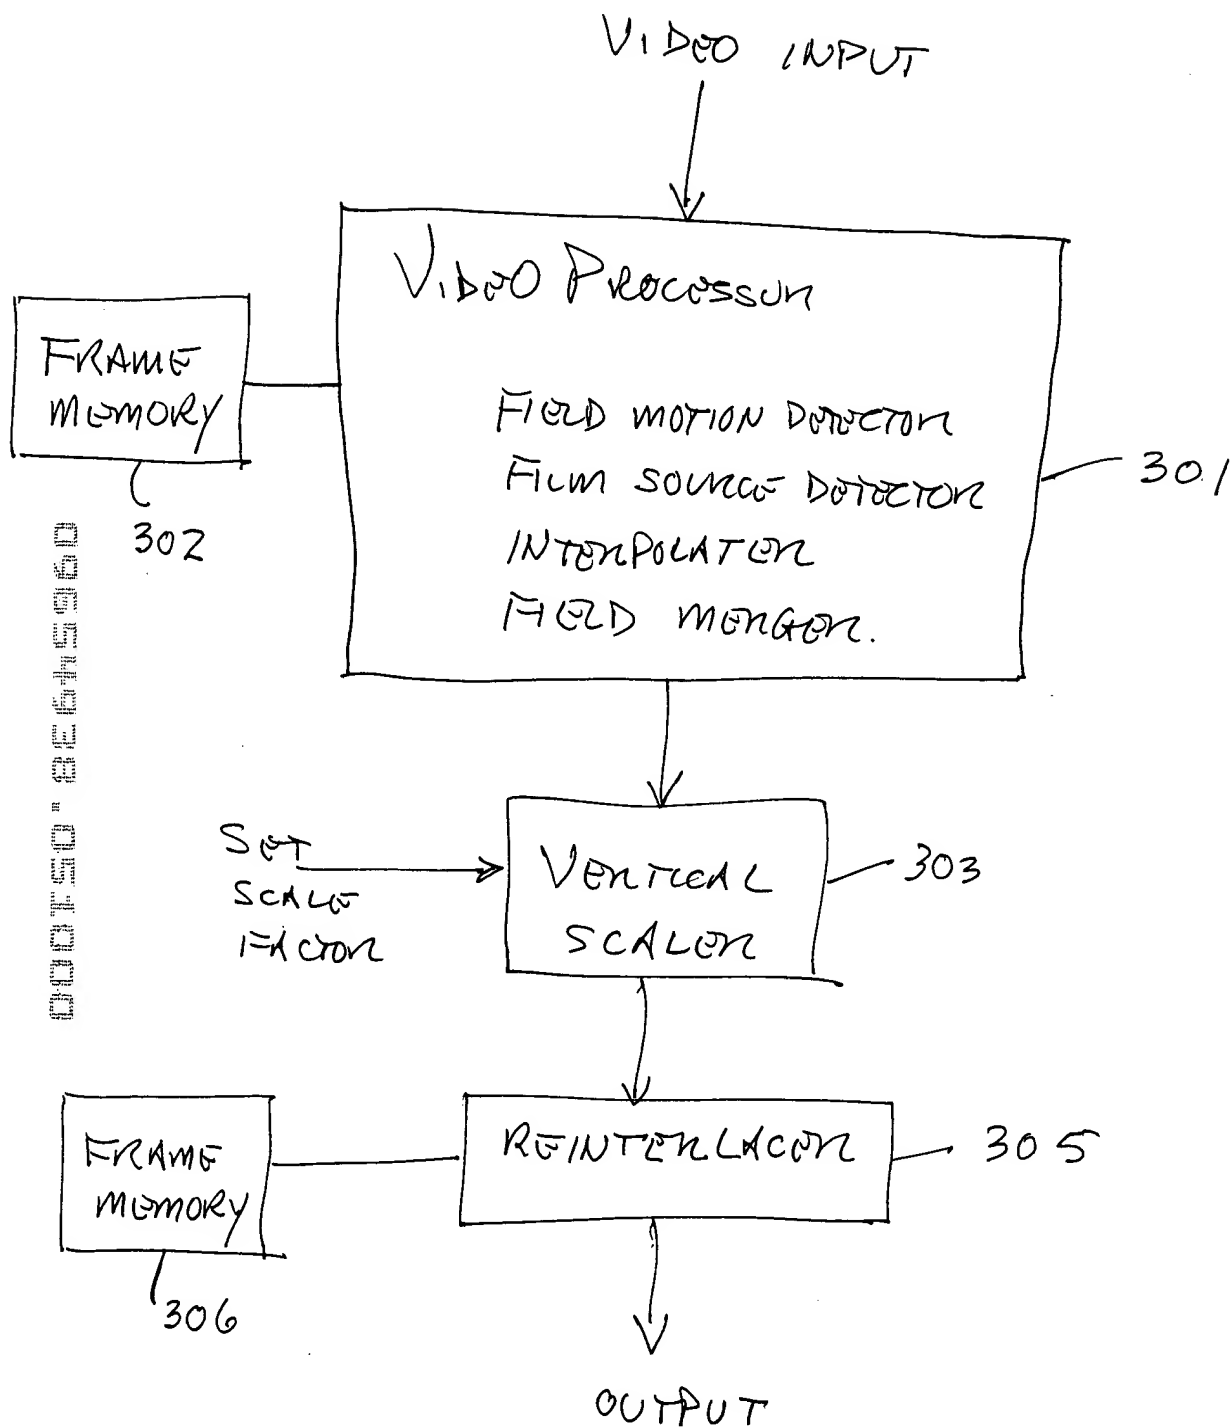 VIDEO INPUT
VIDEO PROCESSOR
FRAME
MEMORY
302
FIELD MOTION DETECTOR
FILM SOURCE DETECTOR
INTERPOLATER
FIELD MERGER.
301
SET
SCALE
FACTOR
VERTICAL
SCALER
303
REINTERLACER
305
FRAME
MEMORY
306
OUTPUT